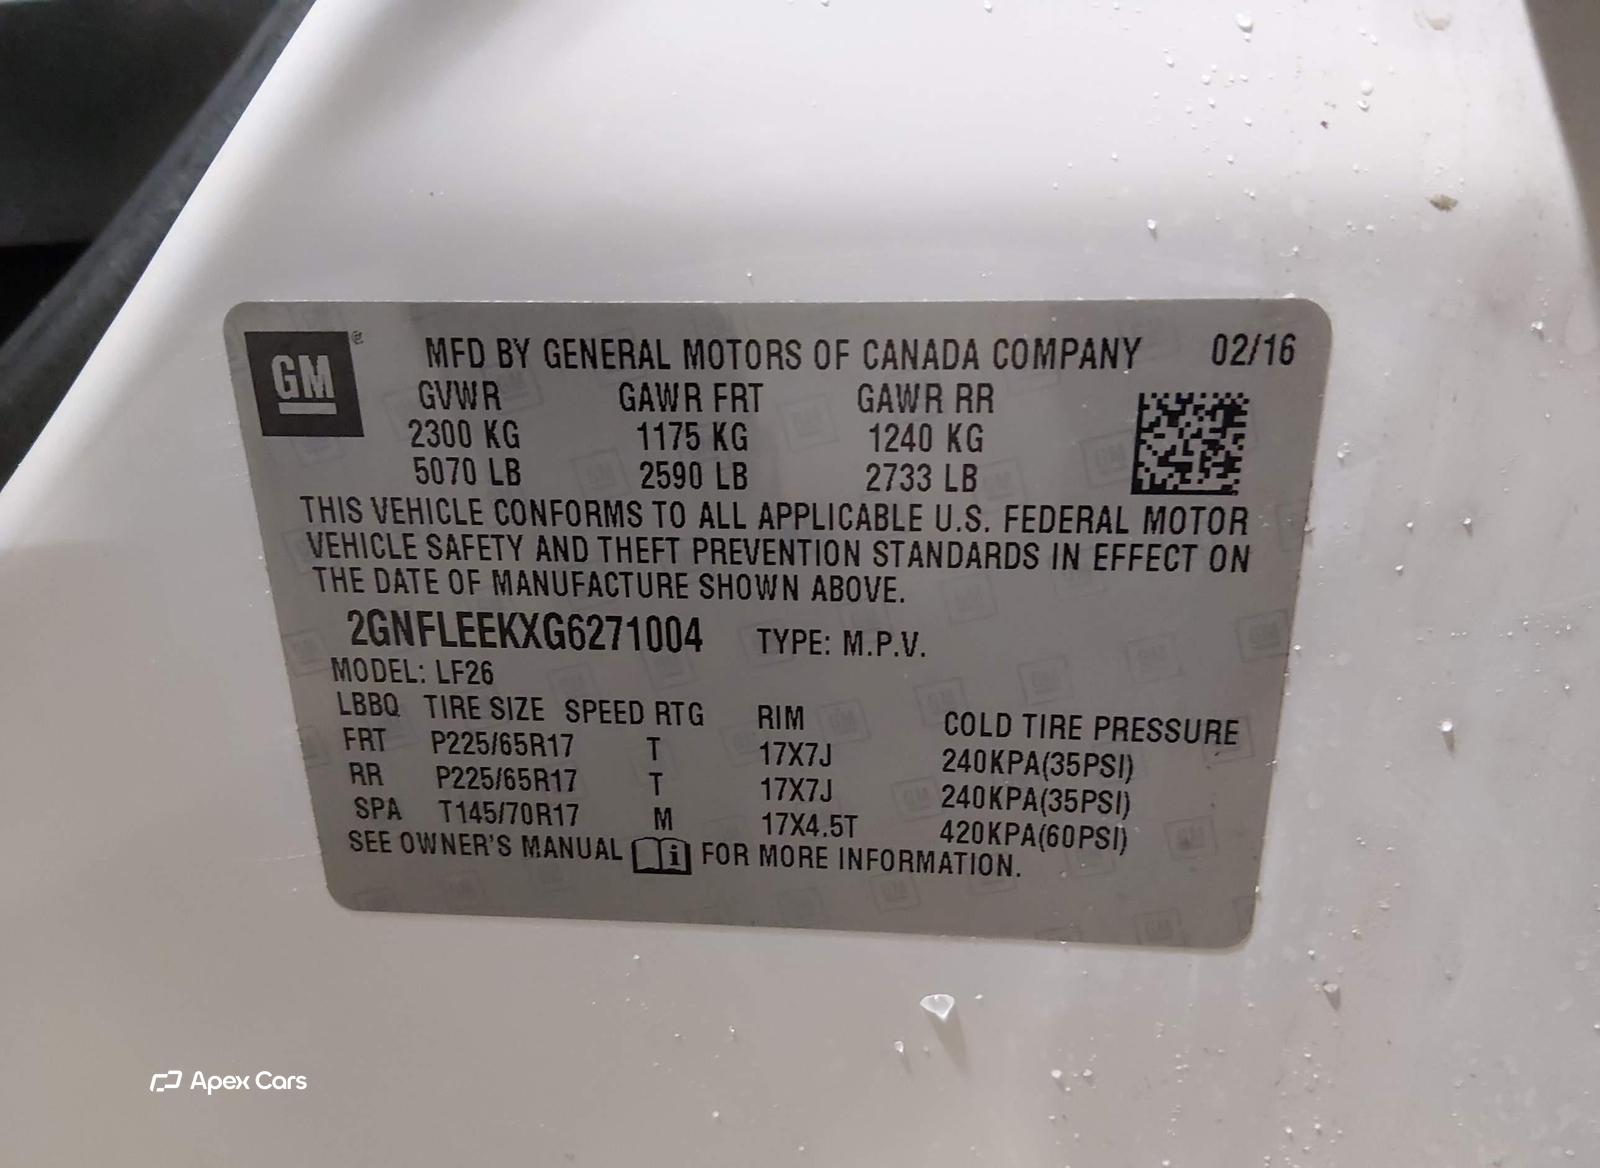 GM
MFD BY GENERAL MOTORS OF CANADA COMPANY 02/16
GVWR GAWR FRT GAWR RR
2300 KG 1175 KG 1240 KG
5070 LB 2590 LB 2733 LB
THIS VEHICLE CONFORMS TO ALL APPLICABLE U.S. FEDERAL MOTOR
VEHICLE SAFETY AND THEFT PREVENTION STANDARDS IN EFFECT ON
THE DATE OF MANUFACTURE SHOWN ABOVE.
2GNFLEEKXG6271004 TYPE: M.P.V.
MODEL: LF26
LBBQ TIRE SIZE SPEED RTG RIM COLD TIRE PRESSURE
FRT P225/65R17 T 17X7J 240KPA(35PSI)
RR P225/65R17 T 17X7J 240KPA(35PSI)
SPA T145/70R17 M 17X4.5T 420KPA(60PSI)
SEE OWNER'S MANUAL i FOR MORE INFORMATION.
Apex Cars